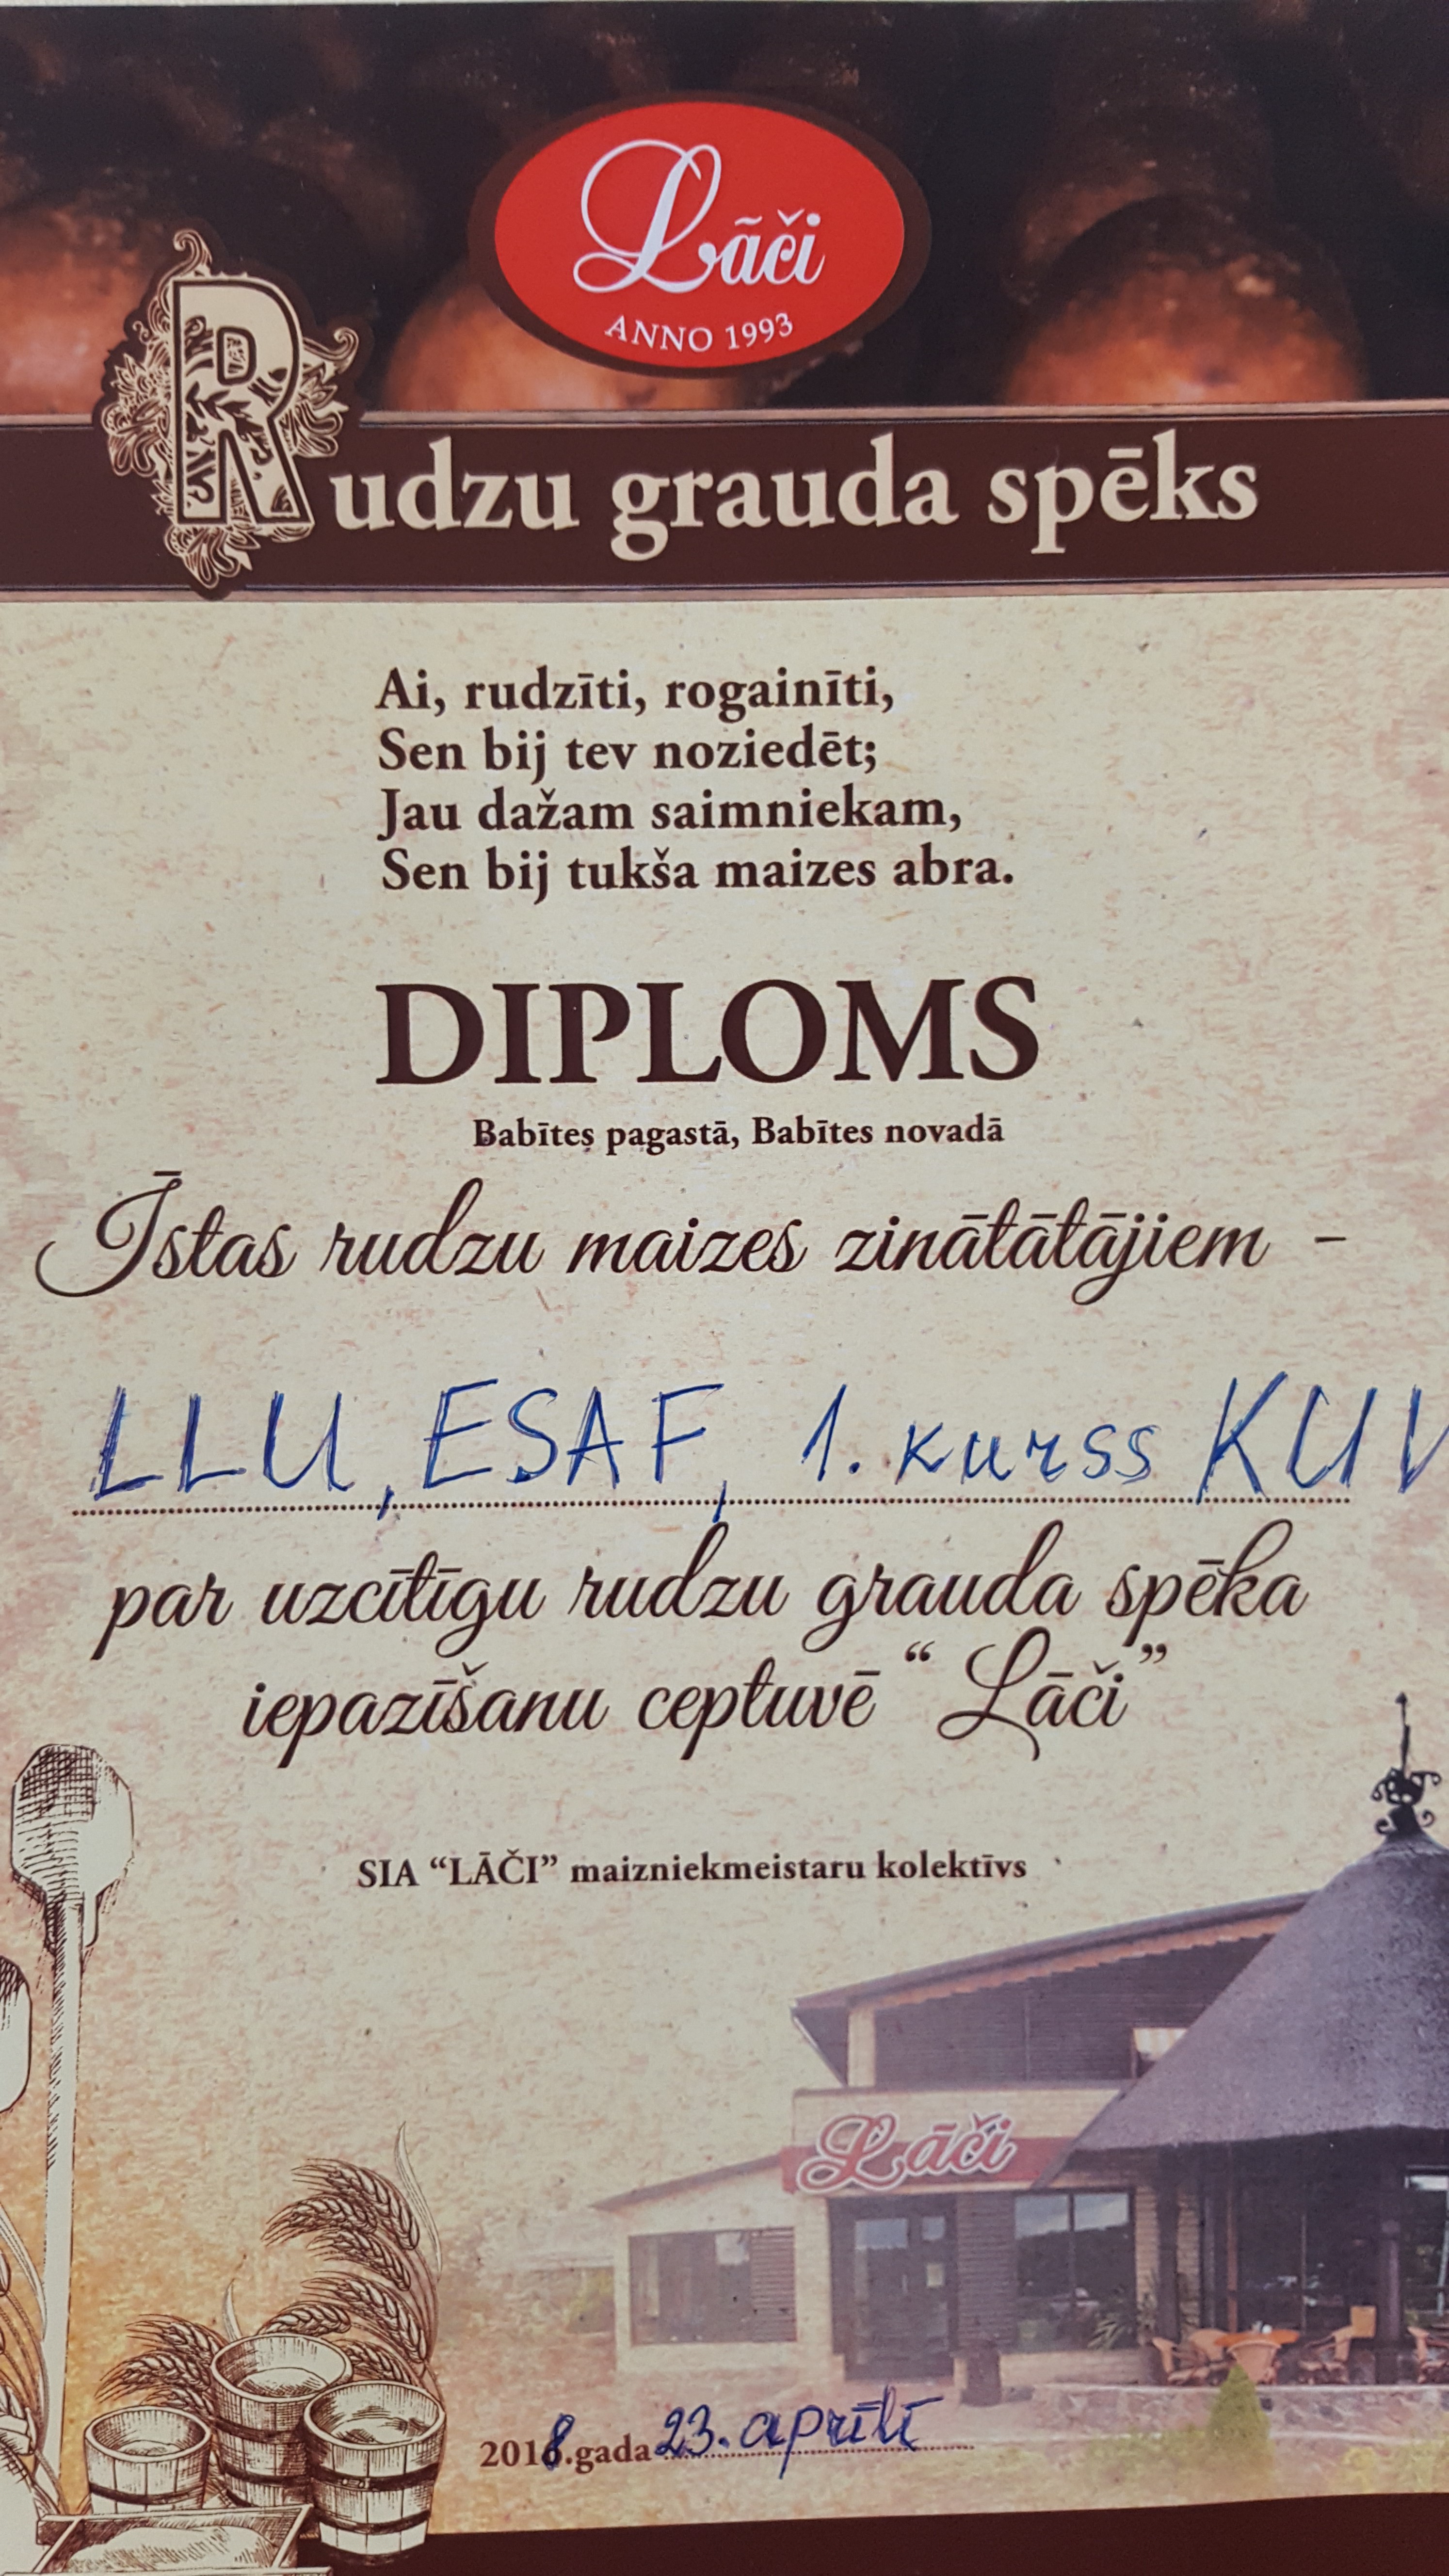 Lāči
ANNO 1993
Rudzu grauda spēks
Ai, rudzīti, rogainīti,
Sen bij tev noziedēt;
Jau dažam saimniekam,
Sen bij tukša maizes abra.
DIPLOMS
Babītes pagastā, Babītes novadā
Īstas rudzu maizes zinātātājiem -
LLU, ESAF, 1. kurss KUV
par uzcītīgu rudzu grauda spēka
iepazīšanu ceptuvē “Lāči”
SIA “LĀČI” maizniekmeistaru kolektīvs
Lāči
2018.gada 23. aprīlī